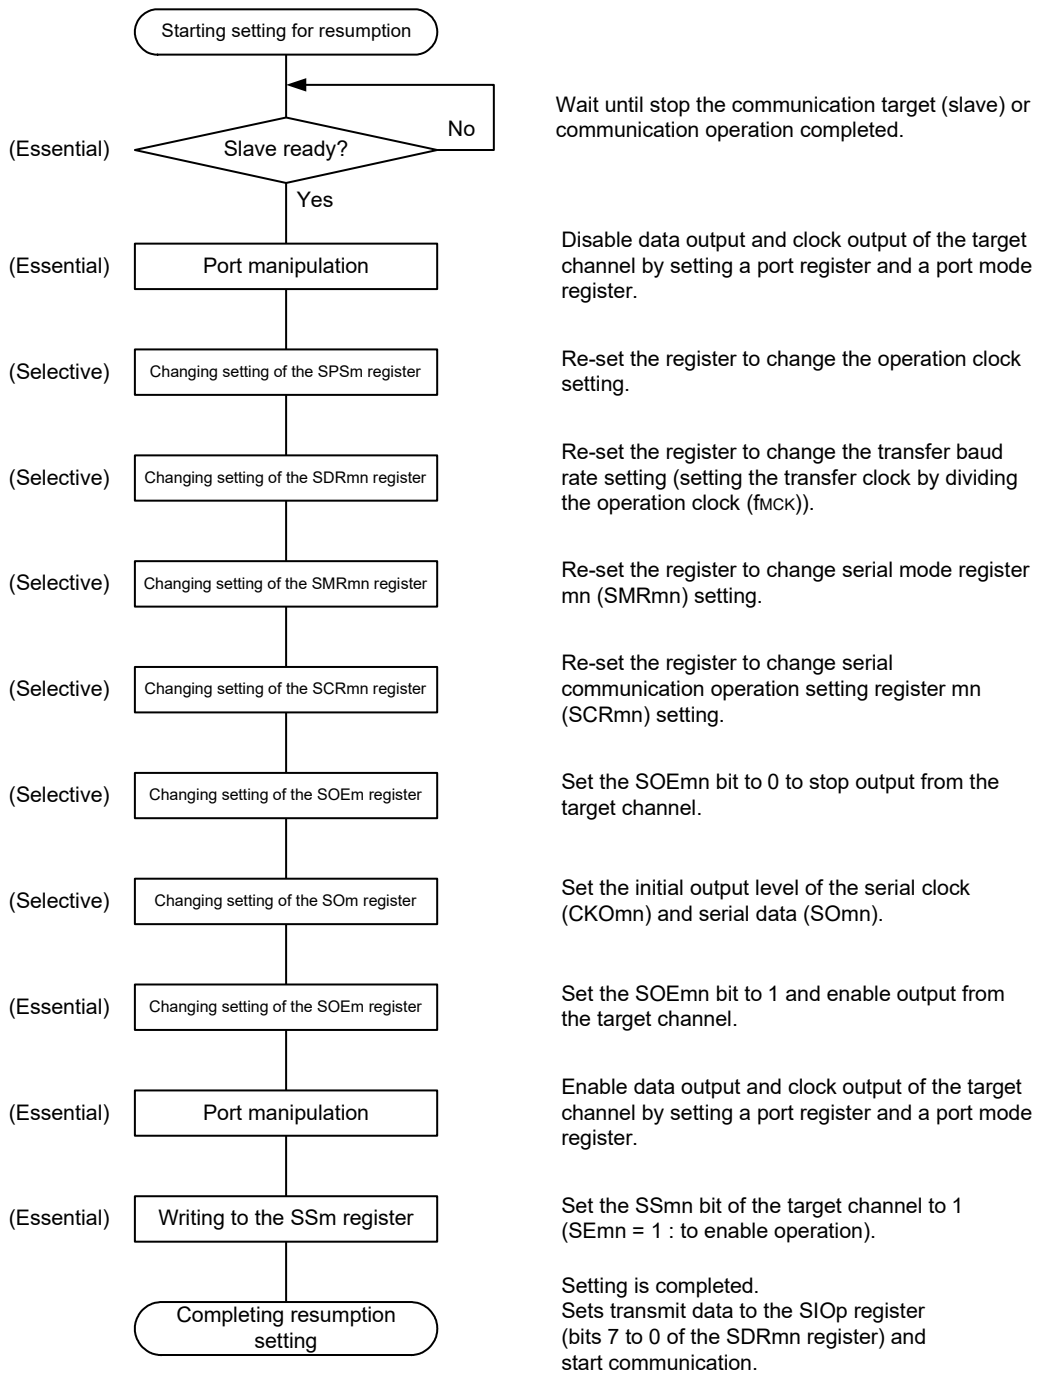 Starting setting for resumption
Wait until stop the communication target (slave) or
communication operation completed.
No
(Essential)
Slave ready?
Yes
(Essential)
Port manipulation
Disable data output and clock output of the target
channel by setting a port register and a port mode
register.
(Selective)
Changing setting of the SPSm register
Re-set the register to change the operation clock
setting.
(Selective)
Changing setting of the SDRmn register
Re-set the register to change the transfer baud
rate setting (setting the transfer clock by dividing
the operation clock (fMCK)).
(Selective)
Changing setting of the SMRmn register
Re-set the register to change serial mode register
mn (SMRmn) setting.
(Selective)
Changing setting of the SCRmn register
Re-set the register to change serial
communication operation setting register mn
(SCRmn) setting.
(Selective)
Changing setting of the SOEm register
Set the SOEmn bit to 0 to stop output from the
target channel.
(Selective)
Changing setting of the SOm register
Set the initial output level of the serial clock
(CKOmn) and serial data (SOmn).
(Essential)
Changing setting of the SOEm register
Set the SOEmn bit to 1 and enable output from
the target channel.
(Essential)
Port manipulation
Enable data output and clock output of the target
channel by setting a port register and a port mode
register.
(Essential)
Writing to the SSm register
Set the SSmn bit of the target channel to 1
(SEmn = 1 : to enable operation).
Completing resumption
setting
Setting is completed.
Sets transmit data to the SIOp register
(bits 7 to 0 of the SDRmn register) and
start communication.